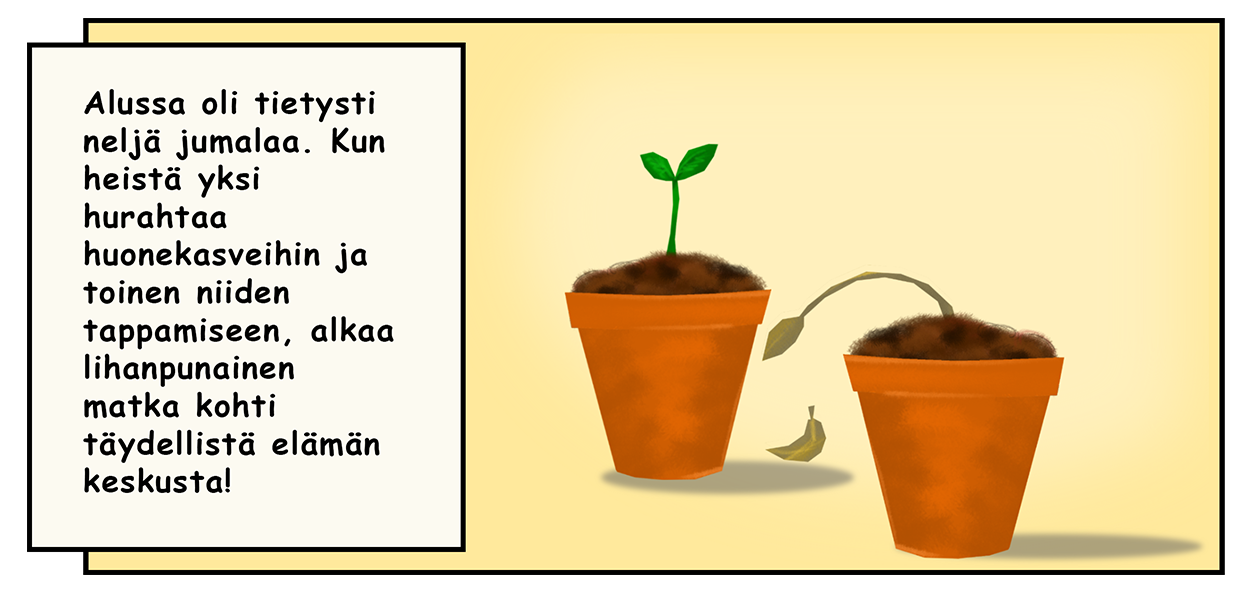 Alussa oli tietysti
neljä jumalaa. Kun
heistä yksi
hurahtaa
huonekasveihin ja
toinen niiden
tappamiseen, alkaa
lihanpunainen
matka kohti
täydellistä elämän
keskusta!